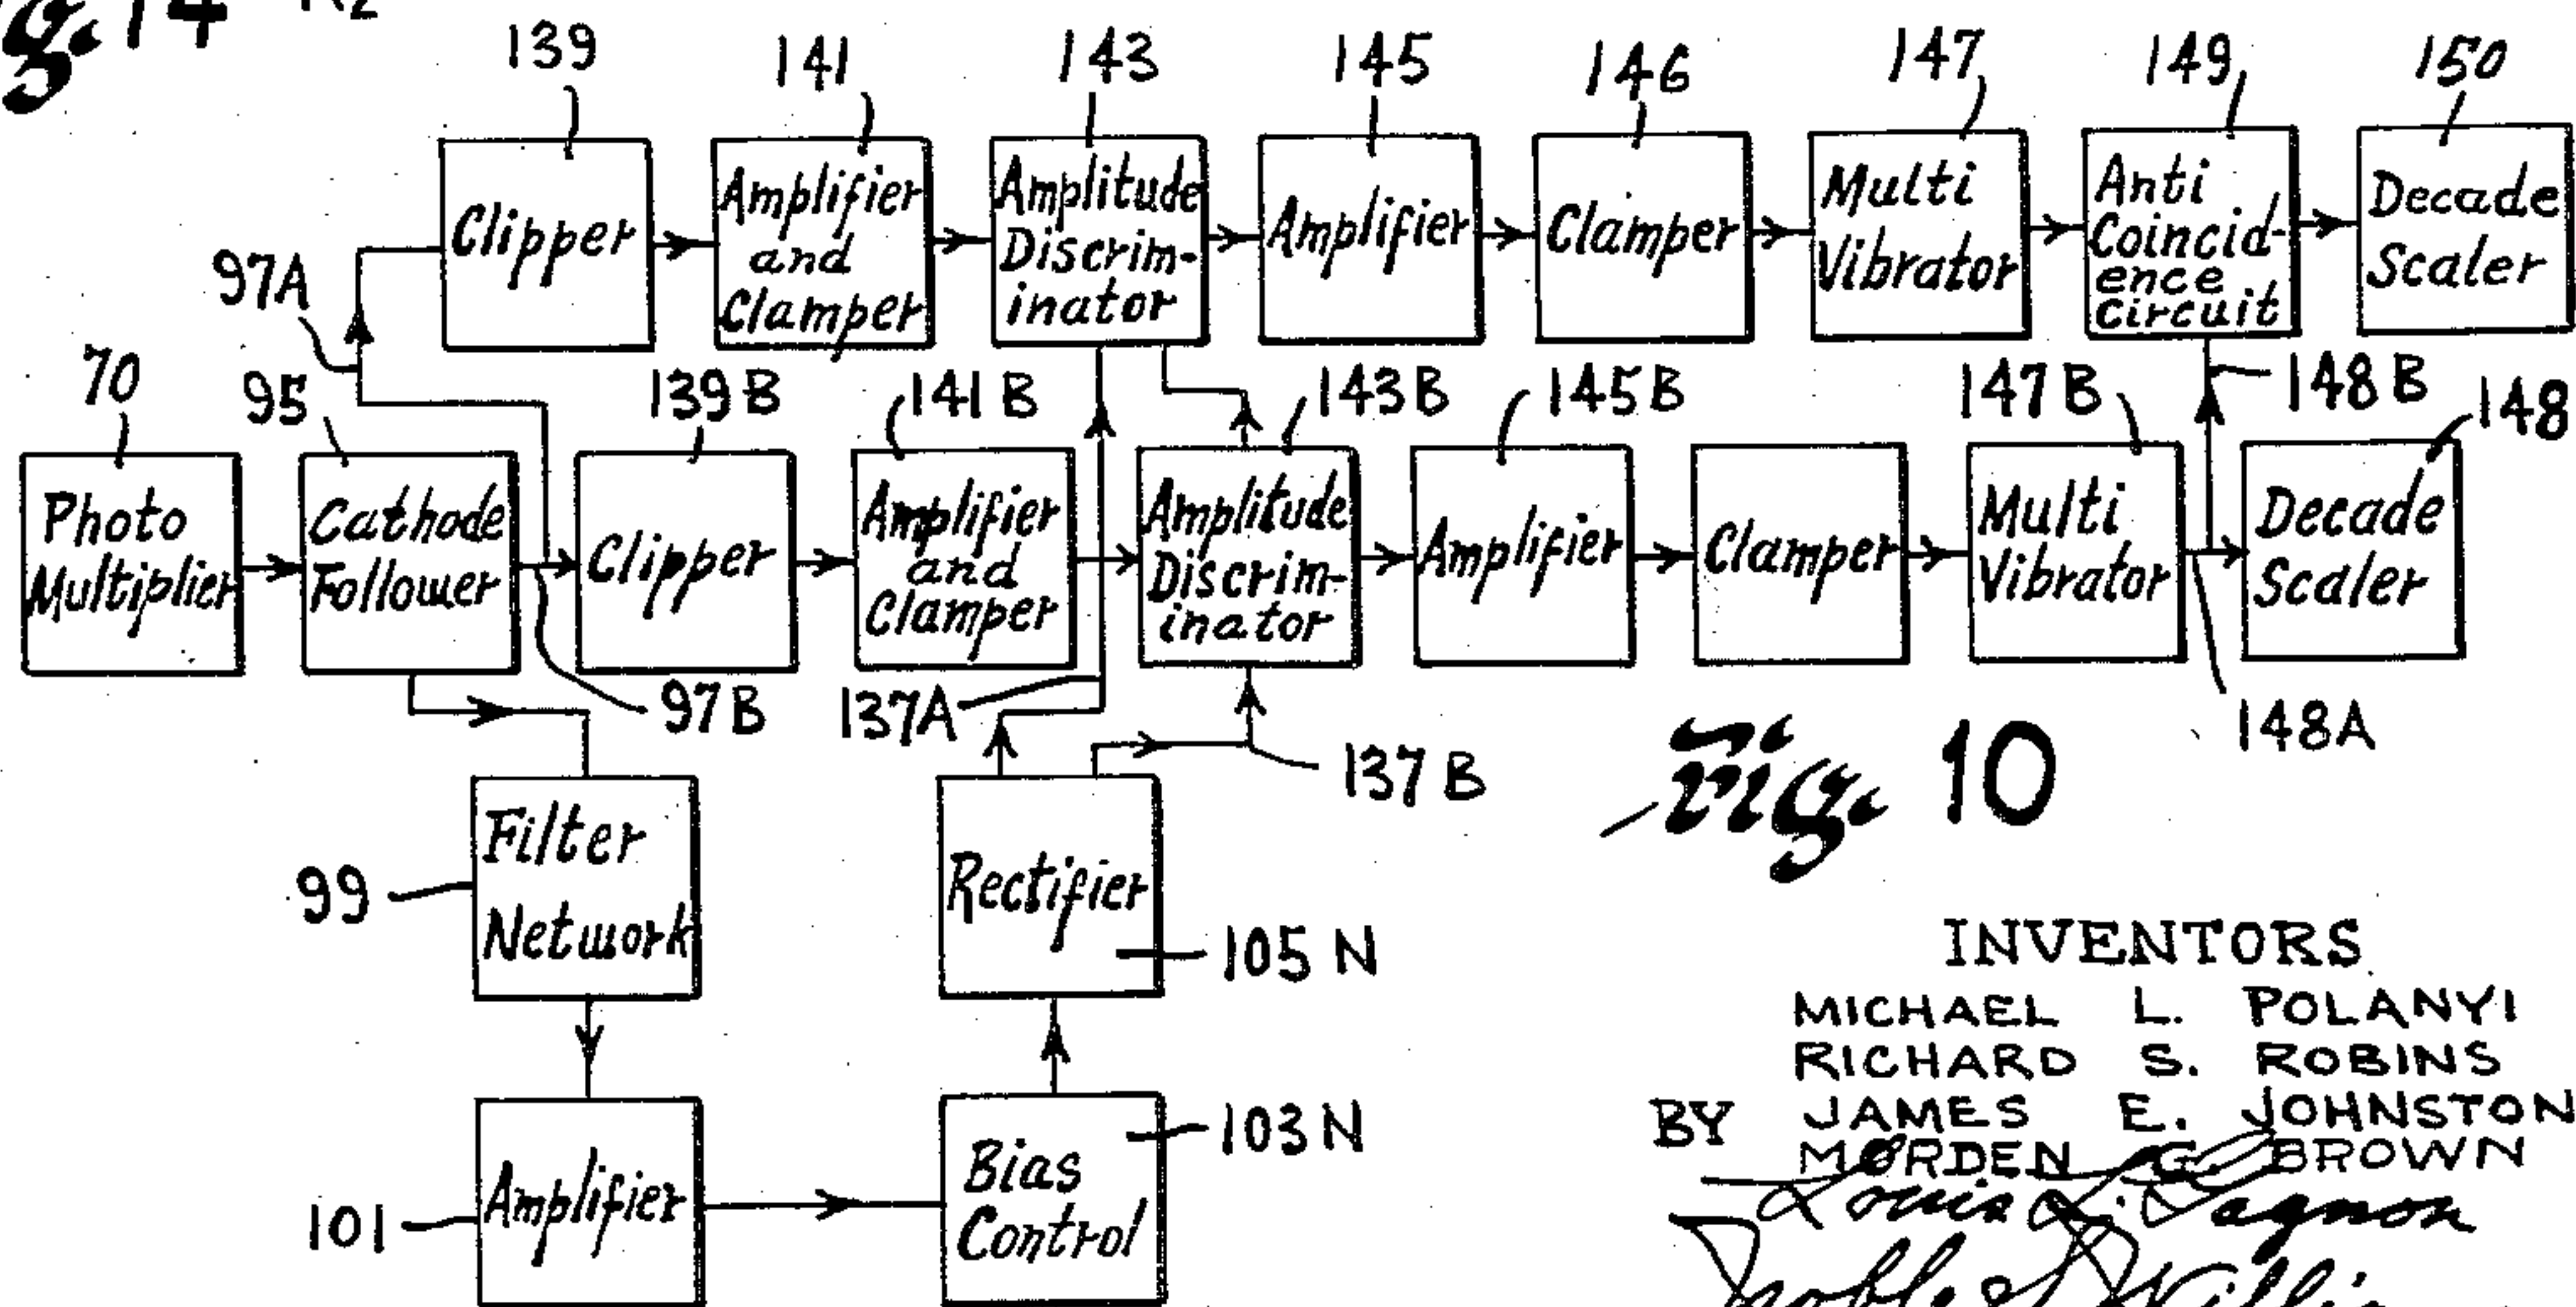 g. 14 R2
139 141 143 145 146 147 149 150
Clipper
Amplifier
and
Clamper
Amplitude
Discrim-
inator
Amplifier
Clamper
Multi
Vibrator
Anti
Coincid-
ence
Circuit
Decade
Scaler
97A
70 95 139B 141B 143B 145B 147B 148B 148
Photo
Multiplier
Cathode
Follower
Clipper
Amplifier
and
Clamper
Amplitude
Discrim-
inator
Amplifier
Clamper
Multi
Vibrator
Decade
Scaler
97B 137A 137B 148A
Fig. 10
Filter
Network
99
Rectifier
105N
Amplifier
101
Bias
Control
103N
INVENTORS
MICHAEL L. POLANYI
RICHARD S. ROBINS
BY JAMES E. JOHNSTON
MORDEN G. BROWN
Louis L. Gagnon